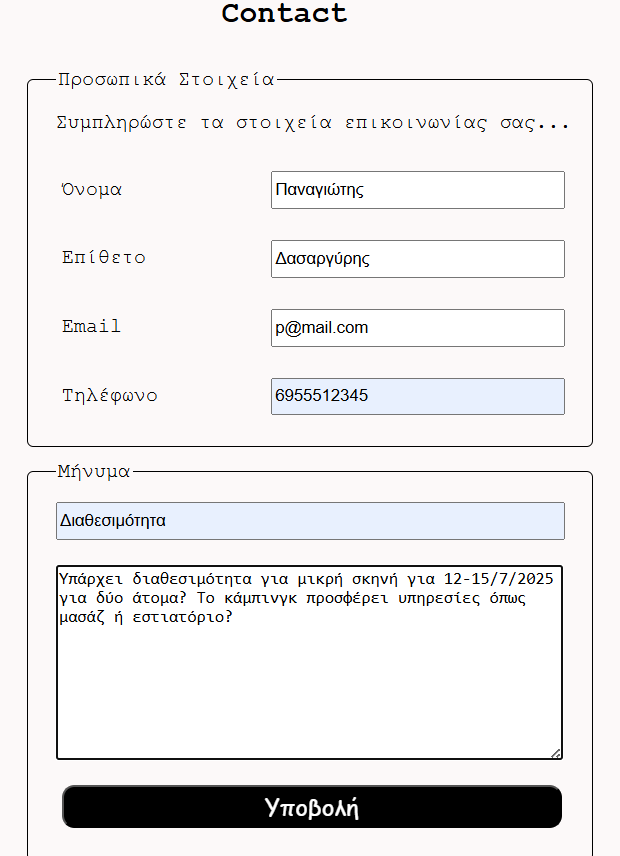 Contact
Προσωπικά Στοιχεία
Συμπληρώστε τα στοιχεία επικοινωνίας σας...
Όνομα
Παναγιώτης
Επίθετο
Δασαργύρης
Email
p@mail.com
Τηλέφωνο
6955512345
Μήνυμα
Διαθεσιμότητα
Υπάρχει διαθεσιμότητα για μικρή σκηνή για 12-15/7/2025
για δύο άτομα? Το κάμπινγκ προσφέρει υπηρεσίες όπως
μασάζ ή εστιατόριο?
Υποβολή